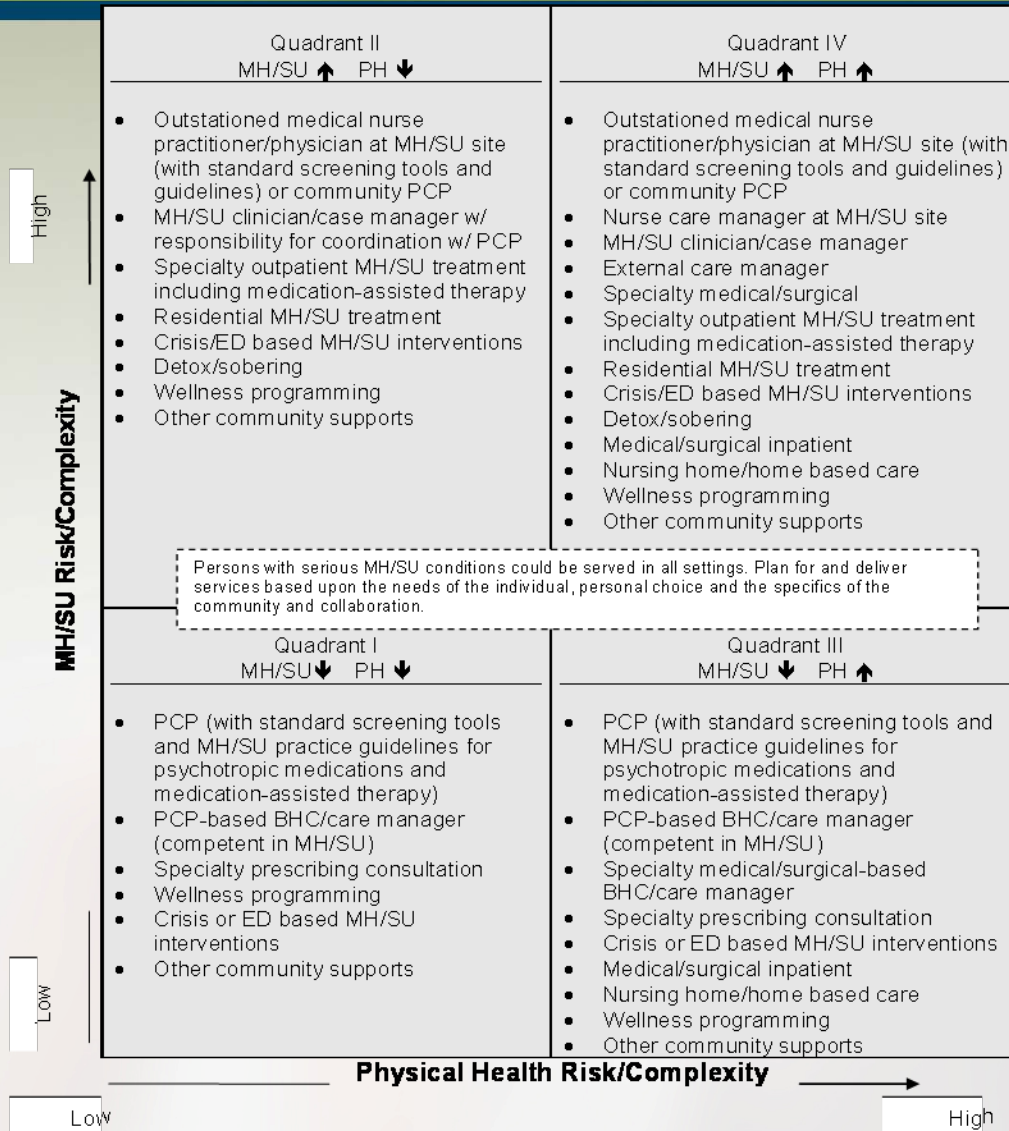 Quadrant II
MH/SU ↑ PH ↓
• Outstationed medical nurse
practitioner/physician at MH/SU site
(with standard screening tools and
guidelines) or community PCP
• MH/SU clinician/case manager w/
responsibility for coordination w/ PCP
• Specialty outpatient MH/SU treatment
including medication-assisted therapy
• Residential MH/SU treatment
• Crisis/ED based MH/SU interventions
• Detox/sobering
• Wellness programming
• Other community supports
Quadrant IV
MH/SU ↑ PH ↑
• Outstationed medical nurse
practitioner/physician at MH/SU site (with
standard screening tools and guidelines)
or community PCP
• Nurse care manager at MH/SU site
• MH/SU clinician/case manager
• External care manager
• Specialty medical/surgical
• Specialty outpatient MH/SU treatment
including medication-assisted therapy
• Residential MH/SU treatment
• Crisis/ED based MH/SU interventions
• Detox/sobering
• Medical/surgical inpatient
• Nursing home/home based care
• Wellness programming
• Other community supports
High
MH/SU Risk/Complexity
Low
Persons with serious MH/SU conditions could be served in all settings. Plan for and deliver
services based upon the needs of the individual, personal choice and the specifics of the
community and collaboration.
Quadrant I
MH/SU ↓ PH ↓
• PCP (with standard screening tools
and MH/SU practice guidelines for
psychotropic medications and
medication-assisted therapy)
• PCP-based BHC/care manager
(competent in MH/SU)
• Specialty prescribing consultation
• Wellness programming
• Crisis or ED based MH/SU
interventions
• Other community supports
Quadrant III
MH/SU ↓ PH ↑
• PCP (with standard screening tools and
MH/SU practice guidelines for
psychotropic medications and
medication-assisted therapy)
• PCP-based BHC/care manager
(competent in MH/SU)
• Specialty medical/surgical-based
BHC/care manager
• Specialty prescribing consultation
• Crisis or ED based MH/SU interventions
• Medical/surgical inpatient
• Nursing home/home based care
• Wellness programming
• Other community supports
Physical Health Risk/Complexity
Low
High